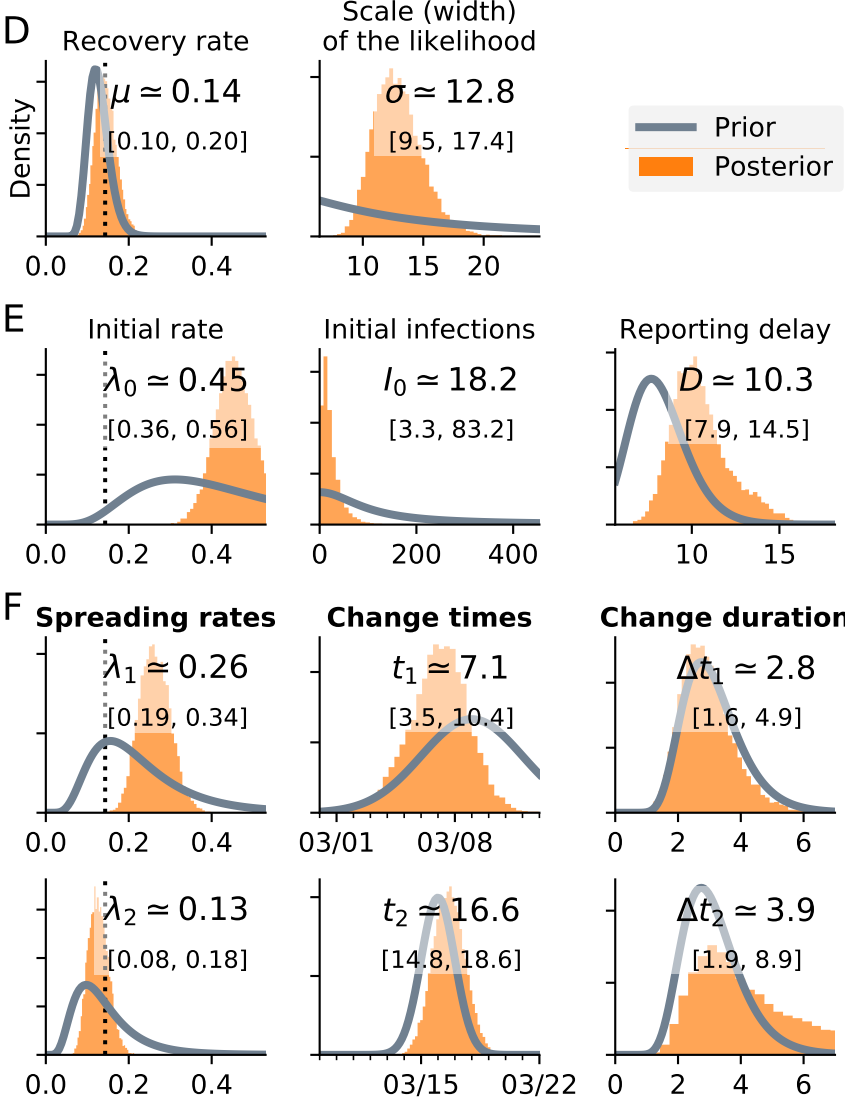 D
Recovery rate
Scale (width)
of the likelihood
Density
μ ≃ 0.14
[0.10, 0.20]
0.0 0.2 0.4
σ ≃ 12.8
[9.5, 17.4]
10 15 20
Prior
Posterior
E
Initial rate
λ0 ≃ 0.45
[0.36, 0.56]
0.0 0.2 0.4
Initial infections
I0 ≃ 18.2
[3.3, 83.2]
0 200 400
Reporting delay
D ≃ 10.3
[7.9, 14.5]
10 15
F
Spreading rates
λ1 ≃ 0.26
[0.19, 0.34]
0.0 0.2 0.4
Change times
t1 ≃ 7.1
[3.5, 10.4]
03/01 03/08
Change duration
Δt1 ≃ 2.8
[1.6, 4.9]
0 2 4 6
λ2 ≃ 0.13
[0.08, 0.18]
0.0 0.2 0.4
t2 ≃ 16.6
[14.8, 18.6]
03/15 03/22
Δt2 ≃ 3.9
[1.9, 8.9]
0 2 4 6